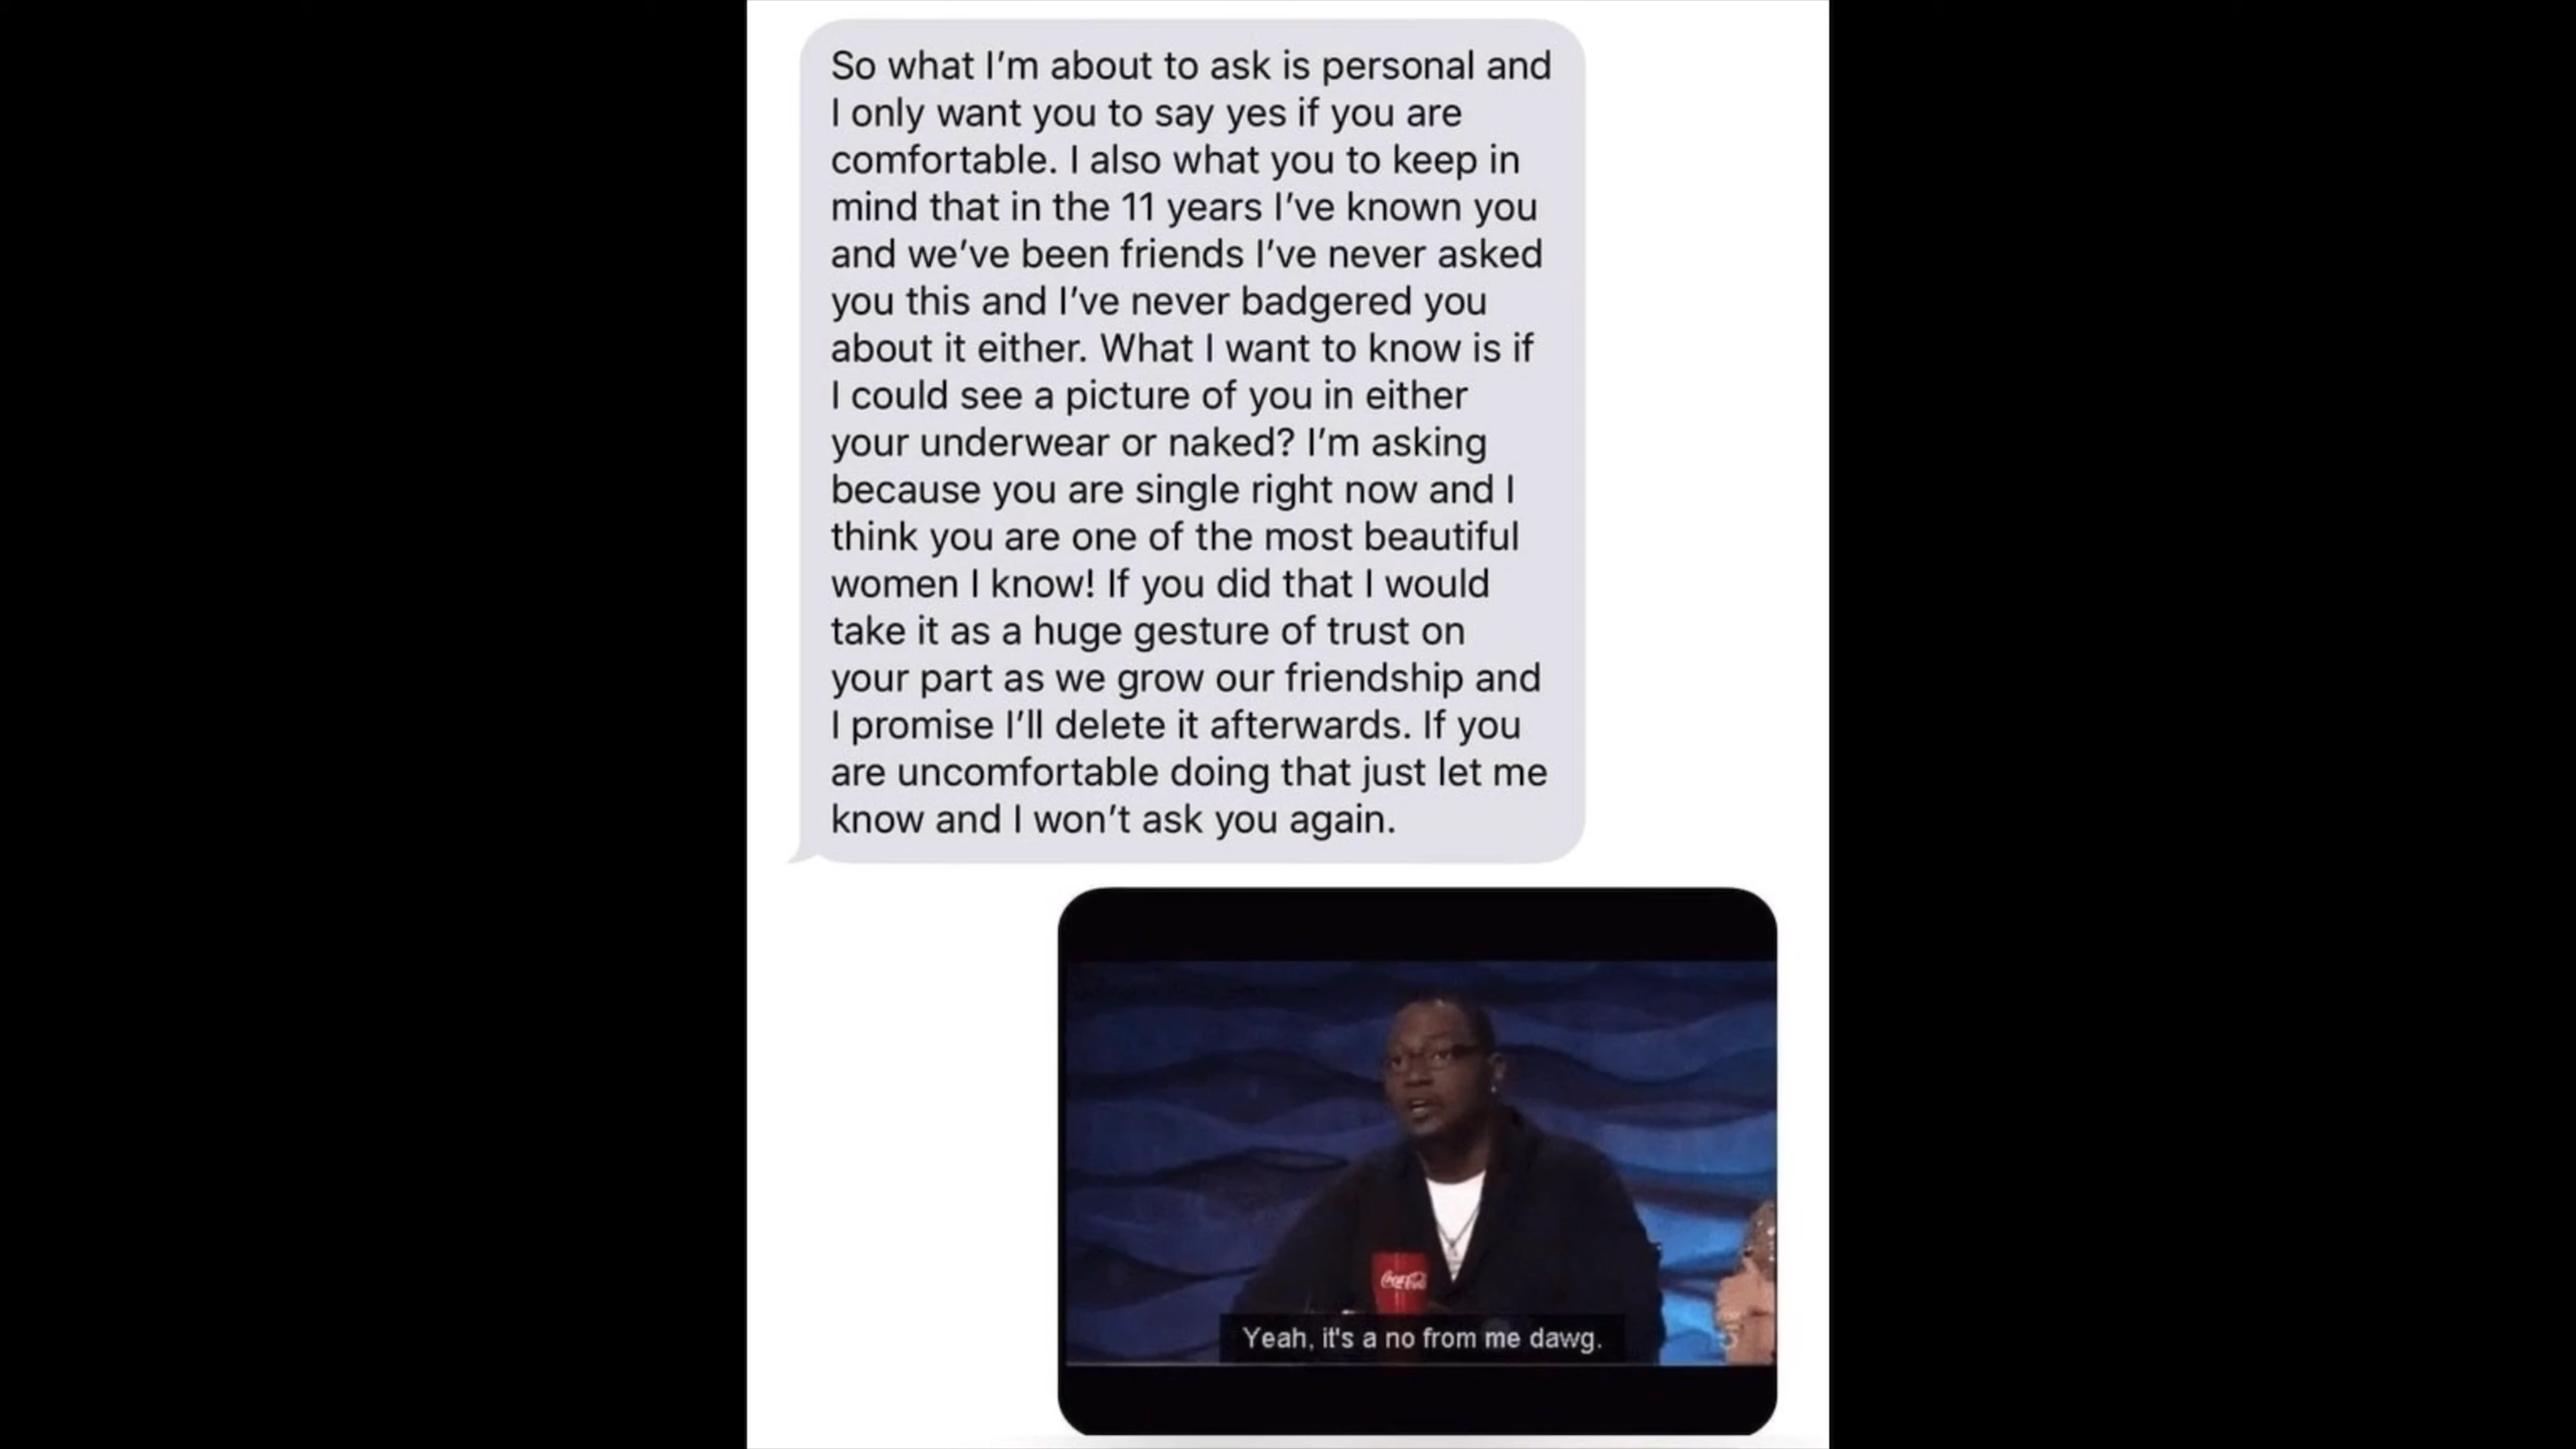 So what I'm about to ask is personal and
I only want you to say yes if you are
comfortable. I also what you to keep in
mind that in the 11 years I've known you
and we've been friends I've never asked
you this and I've never badgered you
about it either. What I want to know is if
I could see a picture of you in either
your underwear or naked? I'm asking
because you are single right now and I
think you are one of the most beautiful
women I know! If you did that I would
take it as a huge gesture of trust on
your part as we grow our friendship and
I promise I'll delete it afterwards. If you
are uncomfortable doing that just let me
know and I won't ask you again.
Coca-Cola
Yeah, it's a no from me dawg.